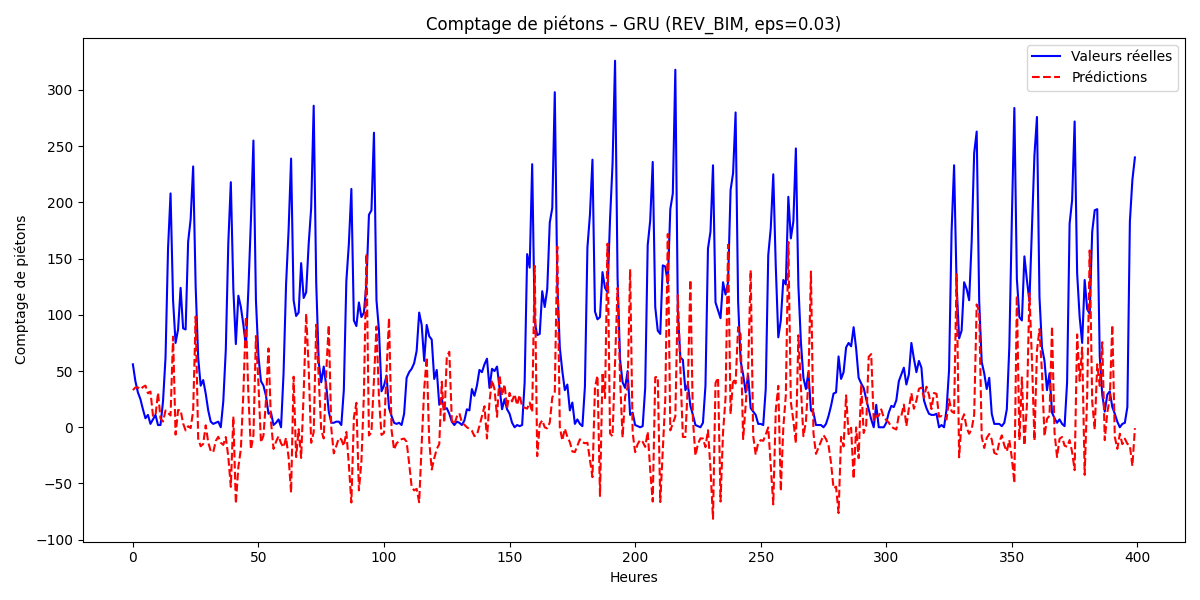 Comptage de piétons – GRU (REV_BIM, eps=0.03)
Valeurs réelles
Prédictions
Comptage de piétons
300
250
200
150
100
50
0
−50
−100
0 50 100 150 200 250 300 350 400
Heures